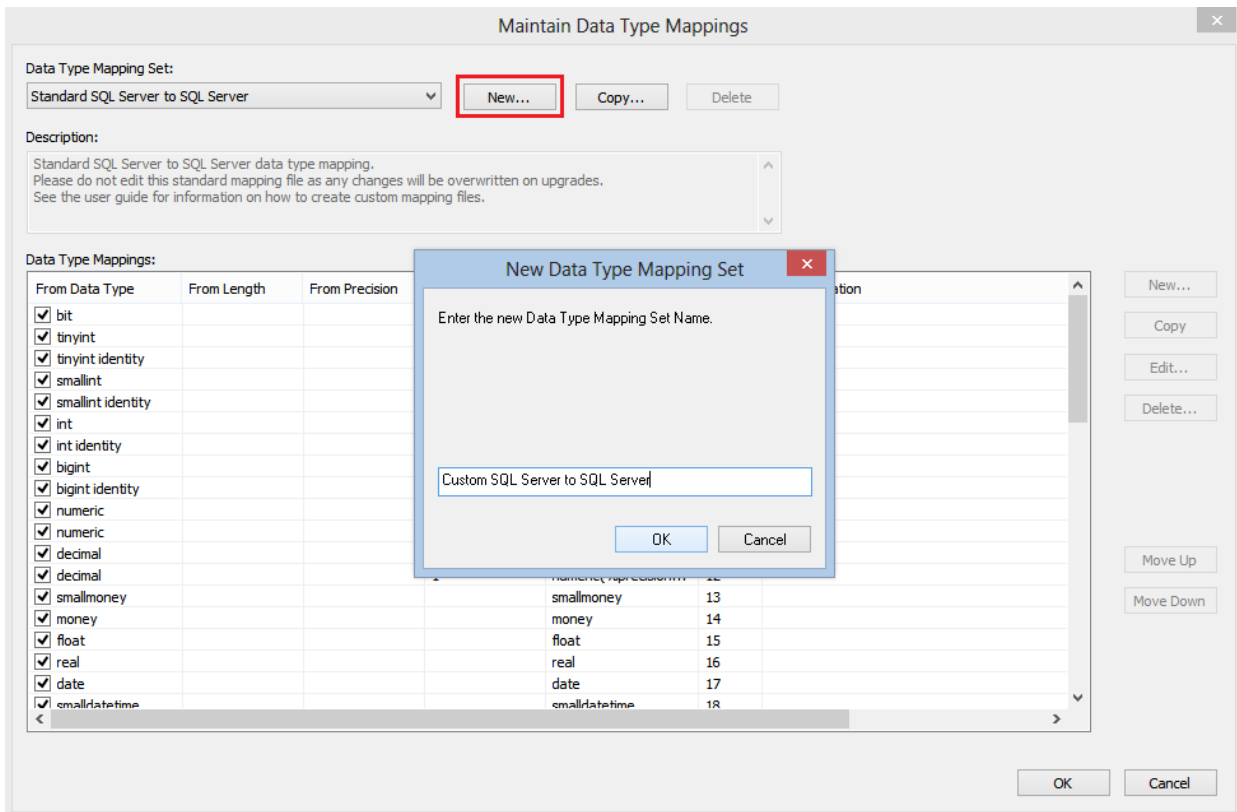 Maintain Data Type Mappings
Data Type Mapping Set:
Standard SQL Server to SQL Server New... Copy... Delete
Description:
Standard SQL Server to SQL Server data type mapping.
Please do not edit this standard mapping file as any changes will be overwritten on upgrades.
See the user guide for information on how to create custom mapping files.
Data Type Mappings:
From Data Type From Length From Precision
bit
tinyint
tinyint identity
smallint
smallint identity
int
int identity
bigint
bigint identity
numeric
numeric
decimal
decimal
smallmoney smallmoney 13
money money 14
float float 15
real real 16
date date 17
smalldatetime smalldatetime 18
New Data Type Mapping Set
Enter the new Data Type Mapping Set Name.
Custom SQL Server to SQL Server
OK Cancel
New...
Copy
Edit...
Delete...
Move Up
Move Down
OK Cancel